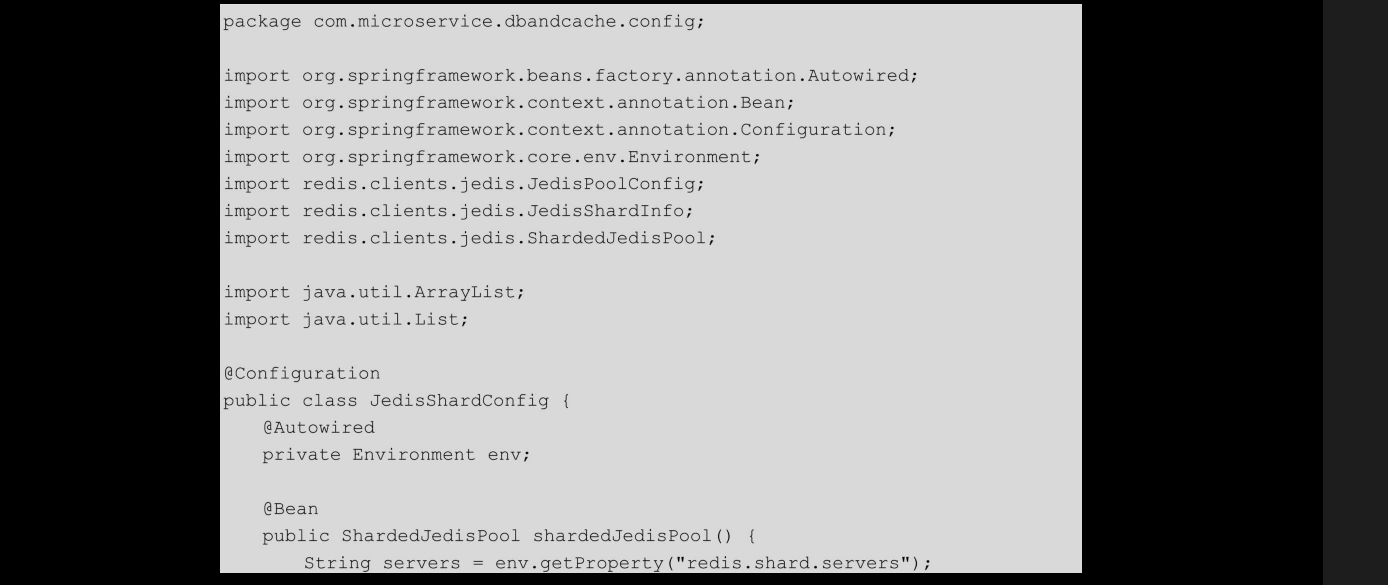 package com.microservice.dbandcache.config;
import org.springframework.beans.factory.annotation.Autowired;
import org.springframework.context.annotation.Bean;
import org.springframework.context.annotation.Configuration;
import org.springframework.core.env.Environment;
import redis.clients.jedis.JedisPoolConfig;
import redis.clients.jedis.JedisShardInfo;
import redis.clients.jedis.ShardedJedisPool;
import java.util.ArrayList;
import java.util.List;
@Configuration
public class JedisShardConfig {
@Autowired
private Environment env;
@Bean
public ShardedJedisPool shardedJedisPool() {
String servers = env.getProperty("redis.shard.servers");